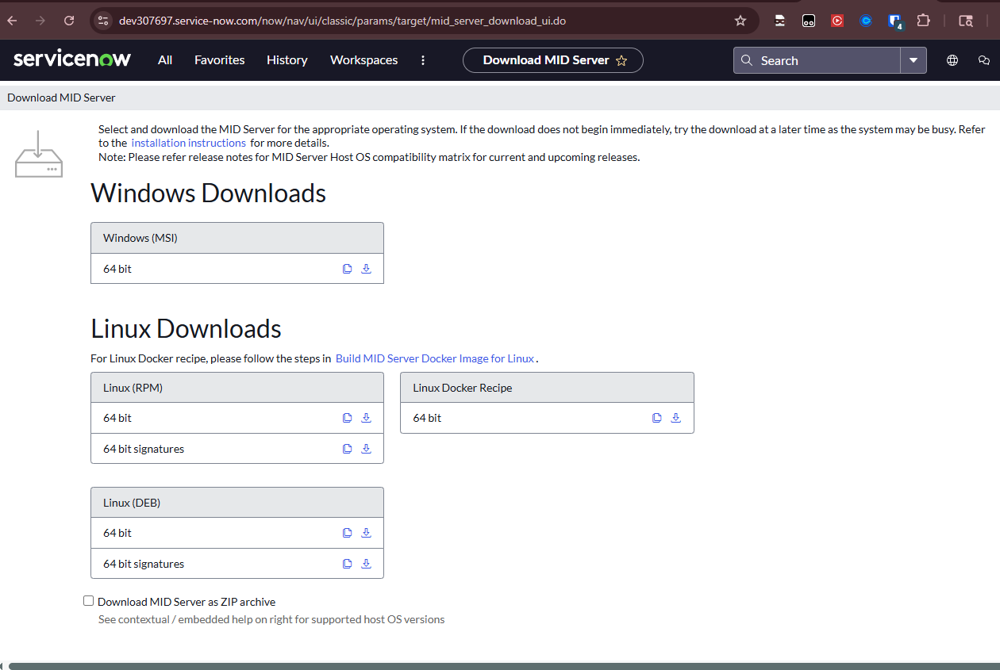 dev307697.service-now.com/now/nav/ui/classic/params/target/mid_server_download_ui.do
4
servicenow All Favorites History Workspaces Download MID Server Search
Download MID Server
Select and download the MID Server for the appropriate operating system. If the download does not begin immediately, try the download at a later time as the system may be busy. Refer
to the installation instructions for more details.
Note: Please refer release notes for MID Server Host OS compatibility matrix for current and upcoming releases.
Windows Downloads
Windows (MSI)
64 bit
Linux Downloads
For Linux Docker recipe, please follow the steps in Build MID Server Docker Image for Linux .
Linux (RPM)
64 bit
64 bit signatures
Linux Docker Recipe
64 bit
Linux (DEB)
64 bit
64 bit signatures
Download MID Server as ZIP archive
See contextual / embedded help on right for supported host OS versions